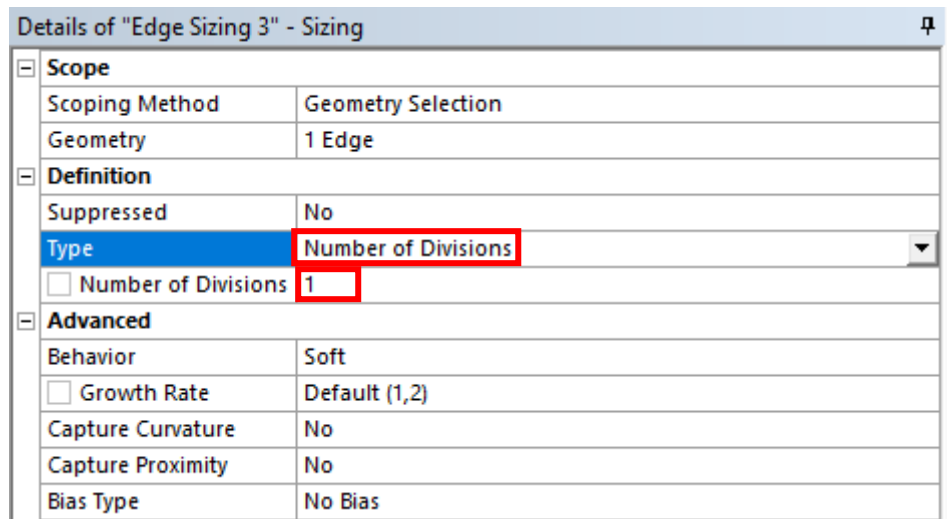 Details of "Edge Sizing 3" - Sizing
Scope
Scoping Method Geometry Selection
Geometry 1 Edge
Definition
Suppressed No
Type Number of Divisions
Number of Divisions 1
Advanced
Behavior Soft
Growth Rate Default (1,2)
Capture Curvature No
Capture Proximity No
Bias Type No Bias